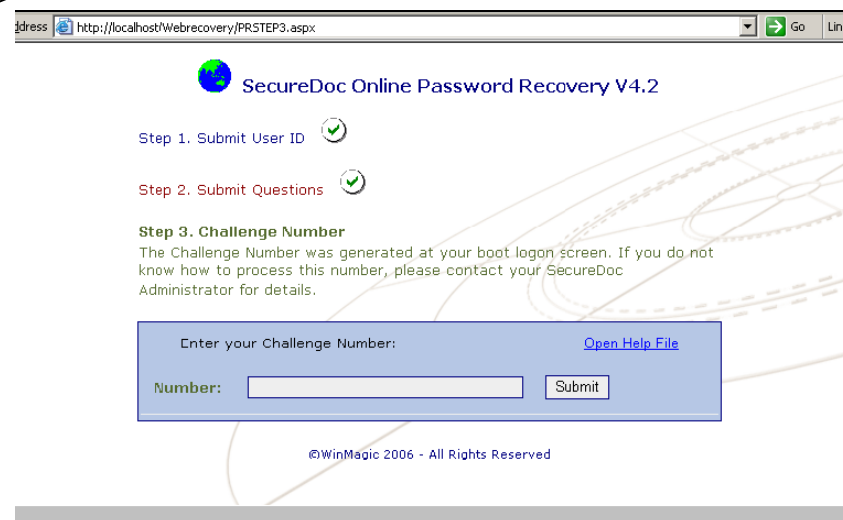 dress http://localhost/Webrecovery/PRSTEP3.aspx Go Lin
SecureDoc Online Password Recovery V4.2
Step 1. Submit User ID
Step 2. Submit Questions
Step 3. Challenge Number
The Challenge Number was generated at your boot logon screen. If you do not
know how to process this number, please contact your SecureDoc
Administrator for details.
Enter your Challenge Number: Open Help File
Number: Submit
©WinMagic 2006 - All Rights Reserved